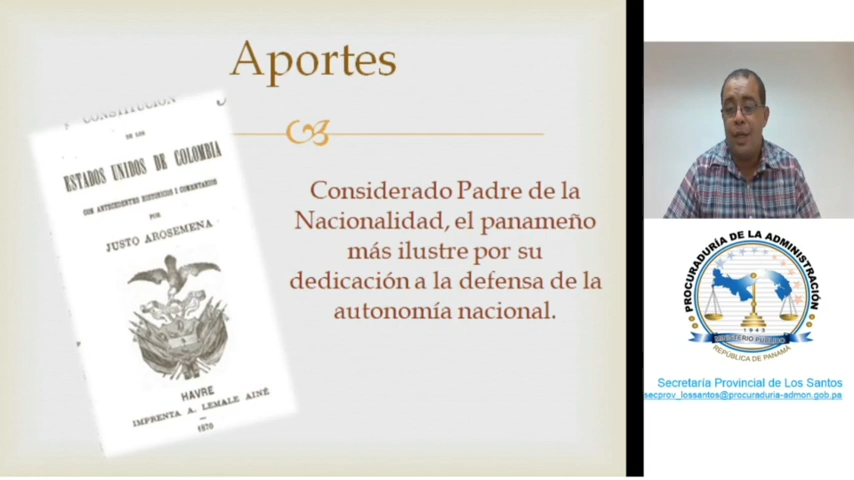 Aportes
CONSTITUCION
DE LOS
ESTADOS UNIDOS DE COLOMBIA
CON ANTECEDENTES HISTORICOS I COMENTARIOS
POR
JUSTO AROSEMENA
HAVRE
IMPRENTA A. LEMALE AINÉ
1870
Considerado Padre de la
Nacionalidad, el panameño
más ilustre por su
dedicación a la defensa de la
autonomía nacional.
PROCURADURÍA DE LA ADMINISTRACIÓN
1943
MINISTERIO PÚBLICO
REPÚBLICA DE PANAMÁ
Secretaría Provincial de Los Santos
secprov_lossantos@procuraduria-admon.gob.pa